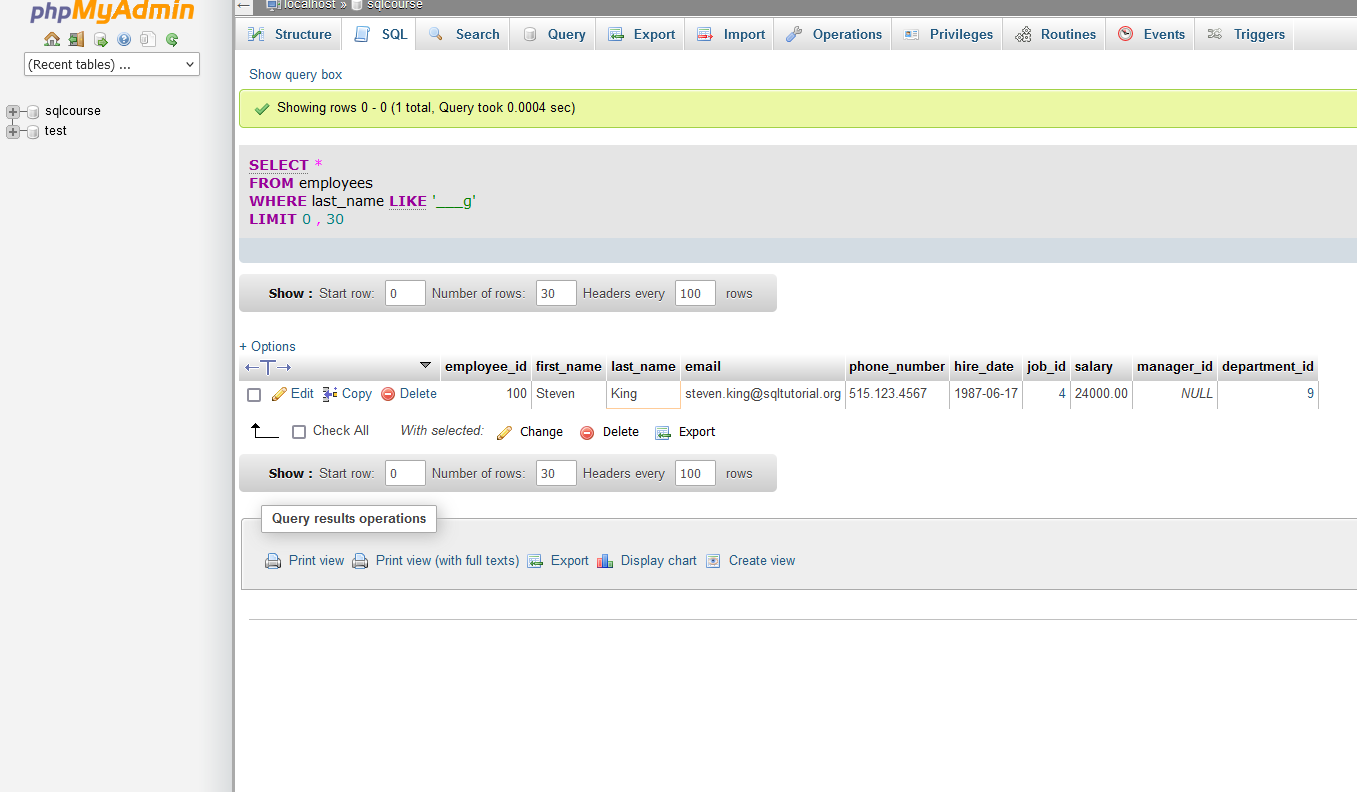 phpMyAdmin
(Recent tables) ...
sqlcourse
test
localhost » sqlcourse
Structure SQL Search Query Export Import Operations Privileges Routines Events Triggers
Show query box
Showing rows 0 - 0 (1 total, Query took 0.0004 sec)
SELECT *
FROM employees
WHERE last_name LIKE '___g'
LIMIT 0 , 30
Show : Start row: 0 Number of rows: 30 Headers every 100 rows
+ Options
←T→ employee_id first_name last_name email phone_number hire_date job_id salary manager_id department_id
Edit Copy Delete 100 Steven King steven.king@sqltutorial.org 515.123.4567 1987-06-17 4 24000.00 NULL 9
Check All With selected: Change Delete Export
Show : Start row: 0 Number of rows: 30 Headers every 100 rows
Query results operations
Print view Print view (with full texts) Export Display chart Create view